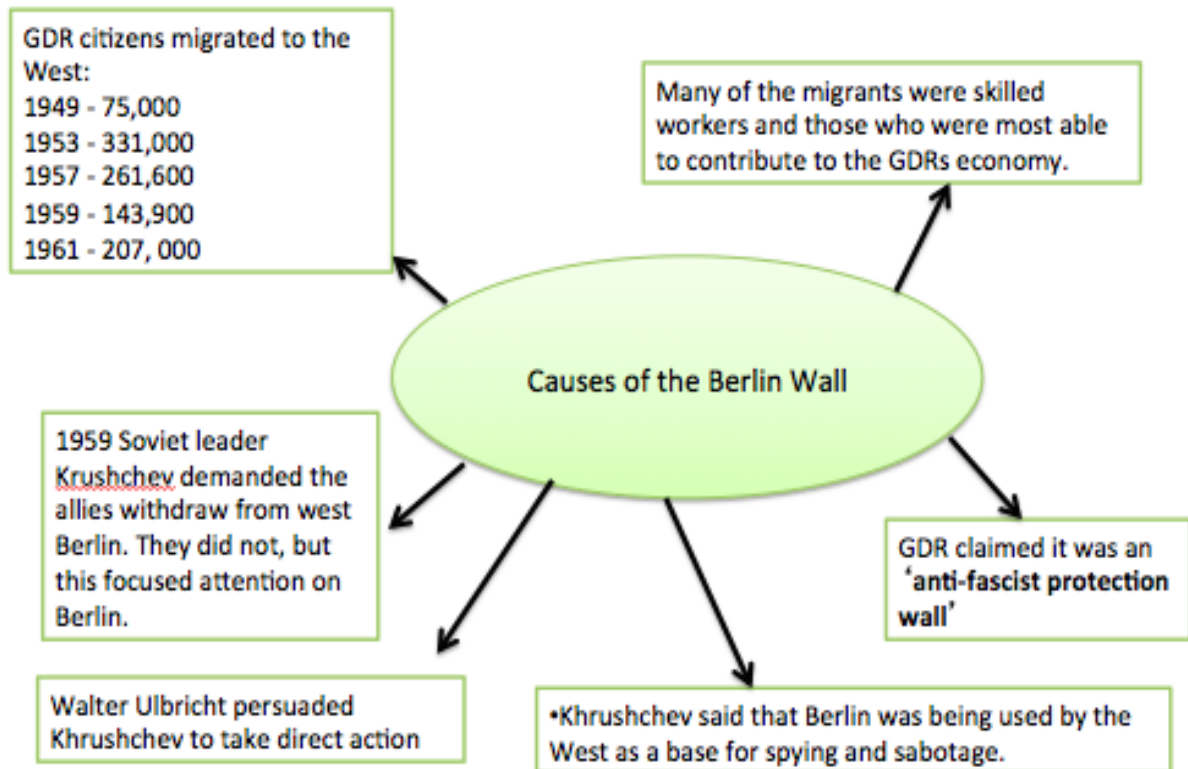 GDR citizens migrated to the
West:
1949 - 75,000
1953 - 331,000
1957 - 261,600
1959 - 143,900
1961 - 207, 000
Many of the migrants were skilled
workers and those who were most able
to contribute to the GDRs economy.
Causes of the Berlin Wall
1959 Soviet leader
Krushchev demanded the
allies withdraw from west
Berlin. They did not, but
this focused attention on
Berlin.
GDR claimed it was an
‘anti-fascist protection
wall’
Walter Ulbricht persuaded
Khrushchev to take direct action
•Khrushchev said that Berlin was being used by the
West as a base for spying and sabotage.